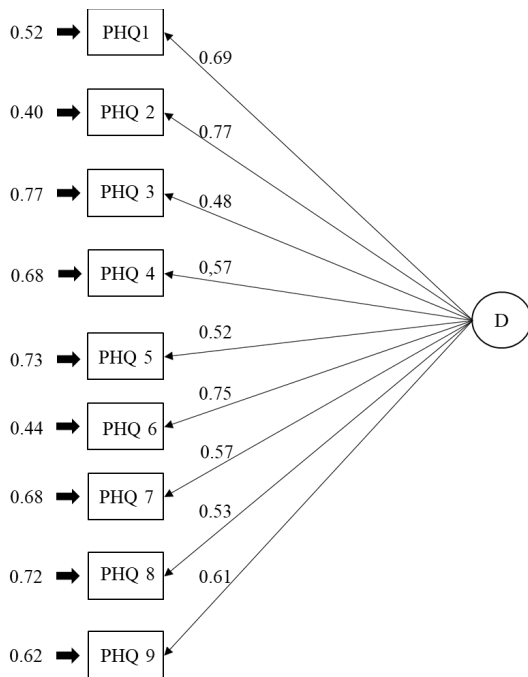 0.52 PHQ1 0.69
0.40 PHQ 2 0.77
0.77 PHQ 3 0.48
0.68 PHQ 4 0,57
D
0.73 PHQ 5 0.52
0.44 PHQ 6 0.75
0.68 PHQ 7 0.57
0.72 PHQ 8 0.53
0.62 PHQ 9 0.61